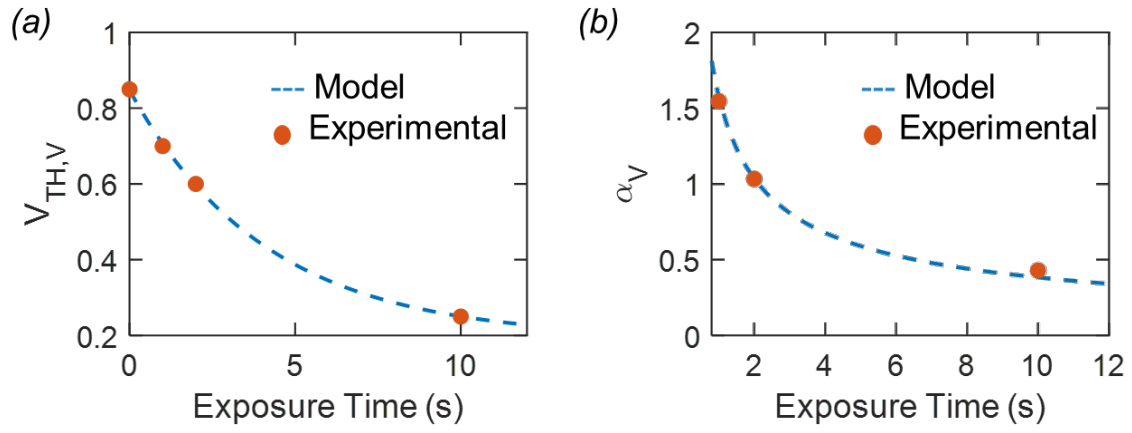 (a)
1
0.8
0.6
0.4
0.2
V_TH,V
0
5
10
Exposure Time (s)
Model
Experimental
(b)
2
1.5
1
0.5
0
α_V
2
4
6
8
10
12
Exposure Time (s)
Model
Experimental